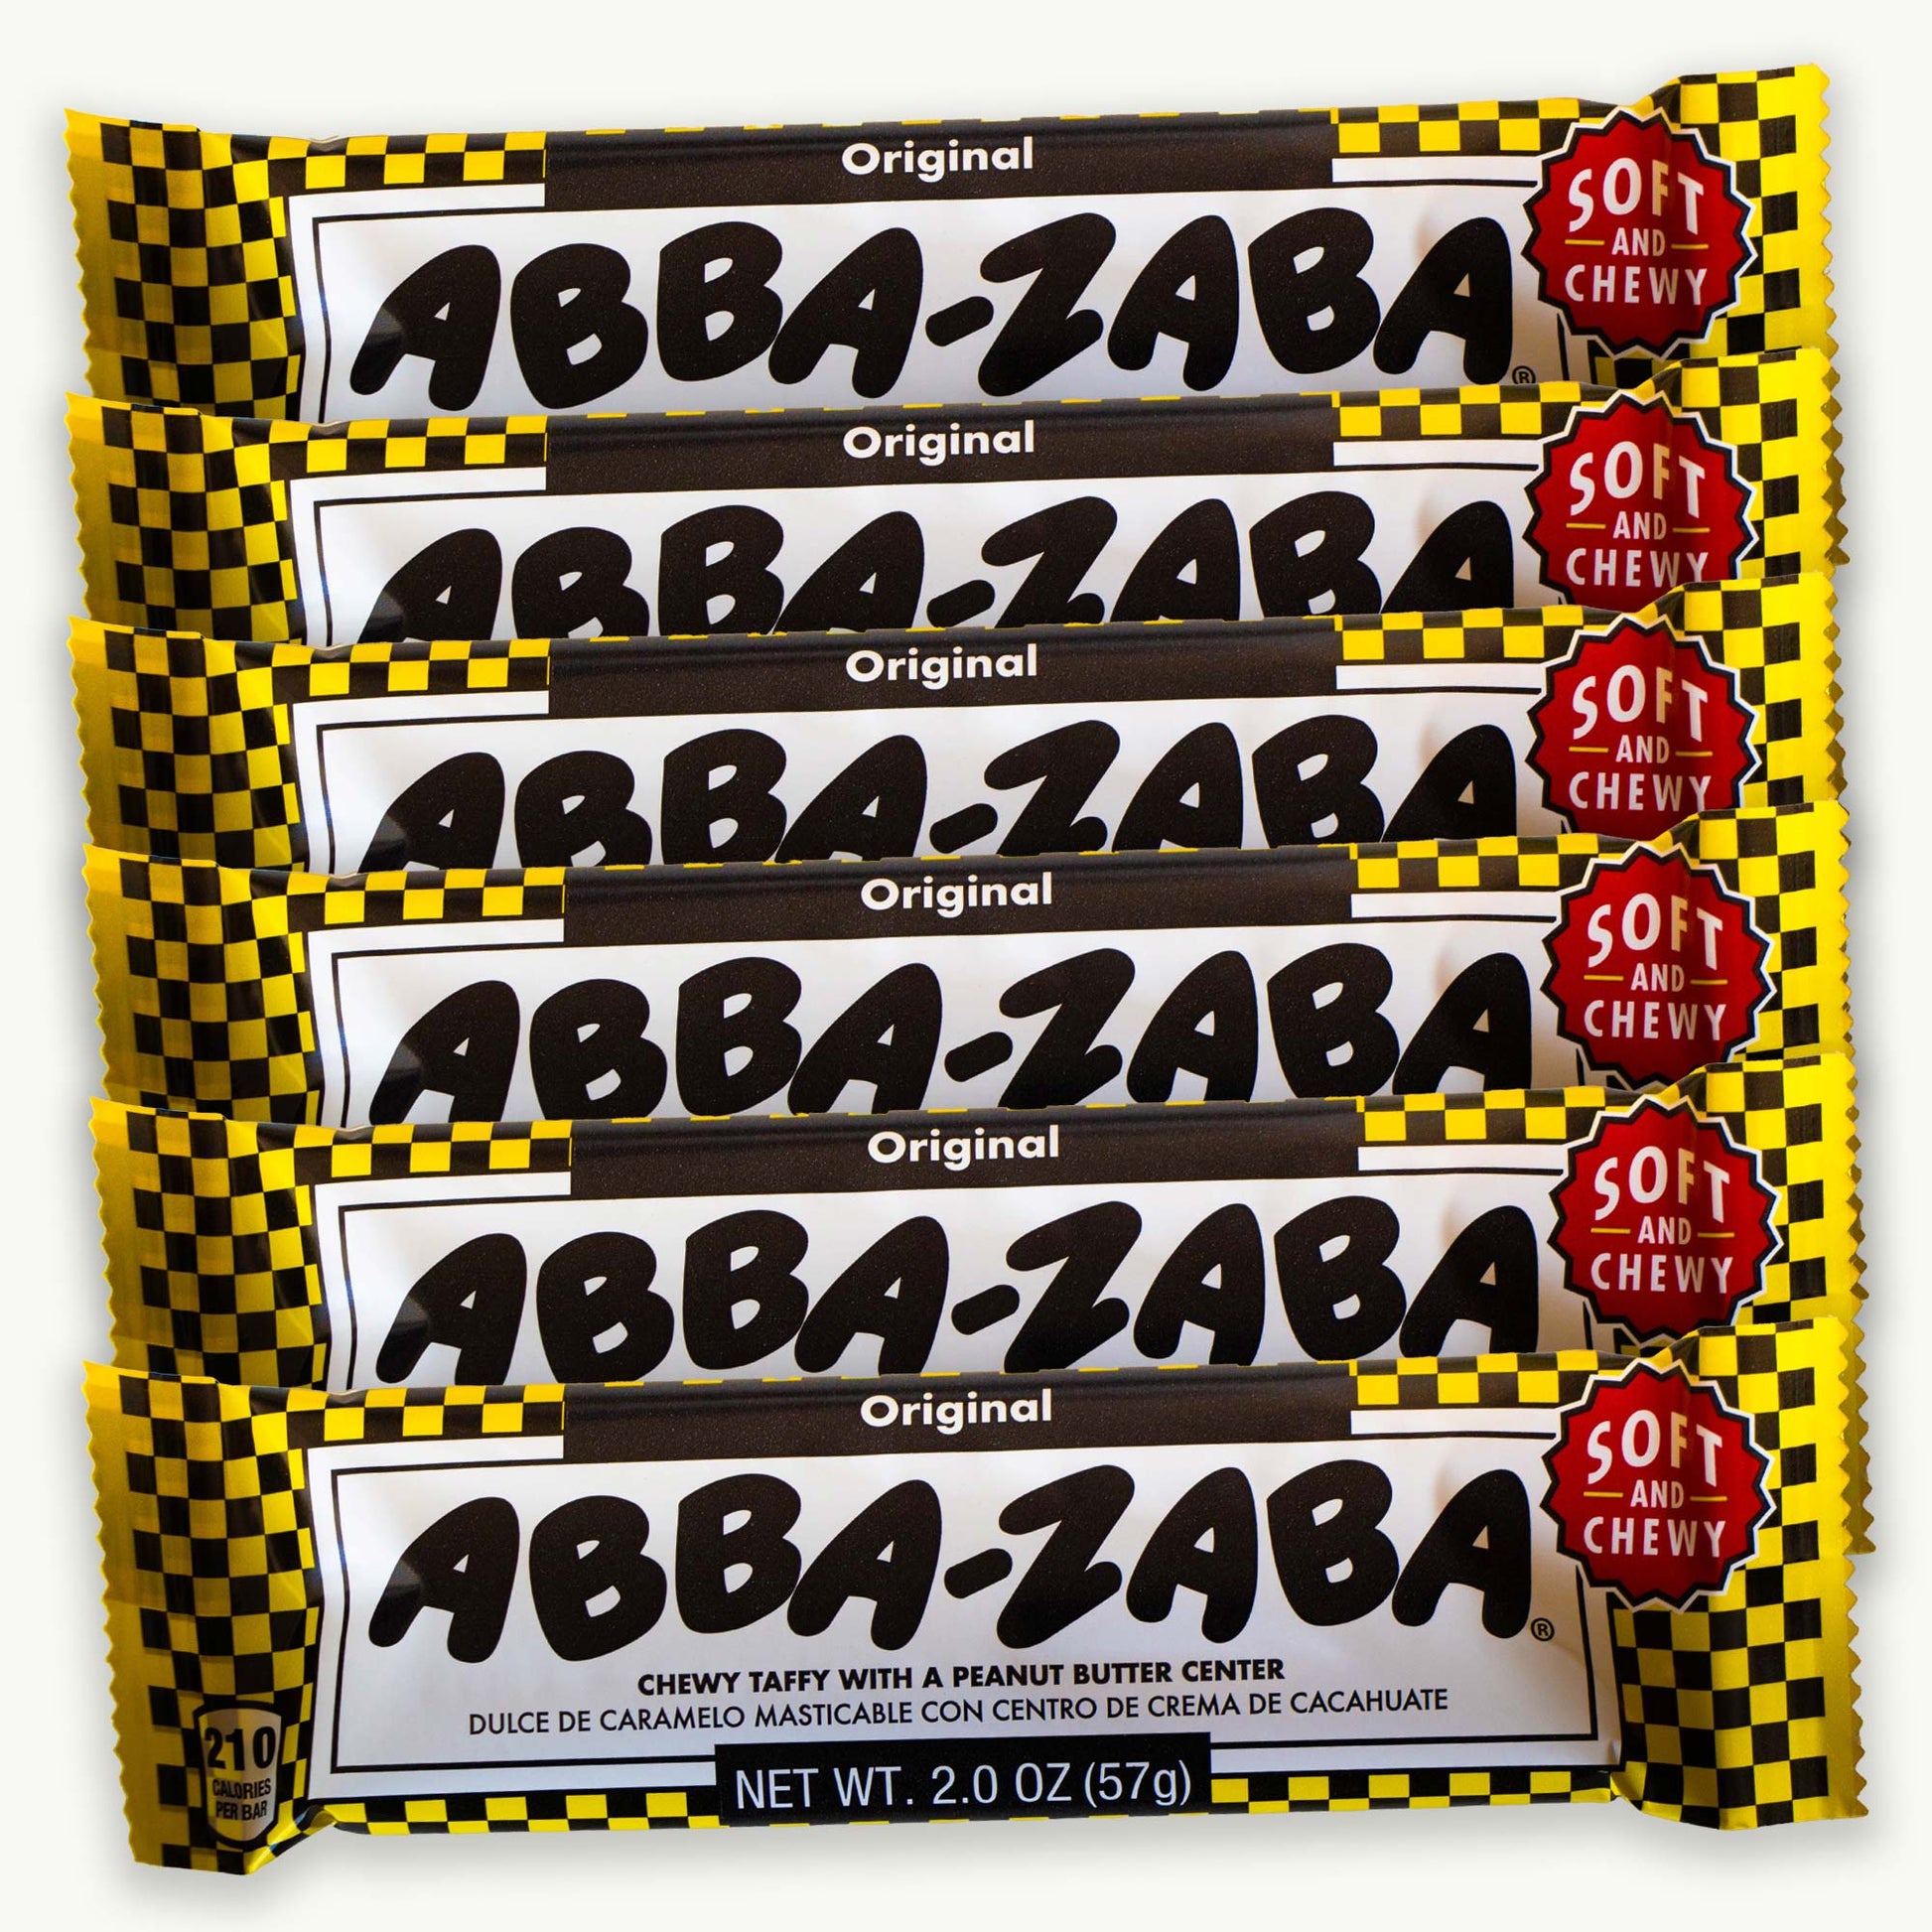 Original
ABBA-ZABA®
SOFT
AND
CHEWY
Original
ABBA-ZABA
SOFT
AND
CHEWY
Original
ABBA-ZABA
SOFT
AND
CHEWY
Original
ABBA-ZABA
SOFT
AND
CHEWY
Original
ABBA-ZABA
SOFT
AND
CHEWY
Original
ABBA-ZABA®
SOFT
AND
CHEWY
CHEWY TAFFY WITH A PEANUT BUTTER CENTER
DULCE DE CARAMELO MASTICABLE CON CENTRO DE CREMA DE CACAHUATE
210
CALORIES
PER BAR
NET WT. 2.0 OZ (57g)